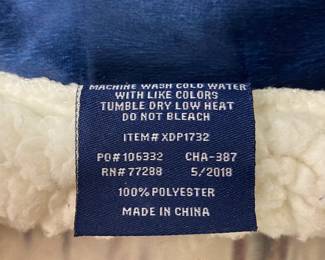 MACHINE WASH COLD WATER
WITH LIKE COLORS
TUMBLE DRY LOW HEAT
DO NOT BLEACH
ITEM# XDP1732
PO# 106332 CHA-387
RN# 77288 5/2018
100% POLYESTER
MADE IN CHINA